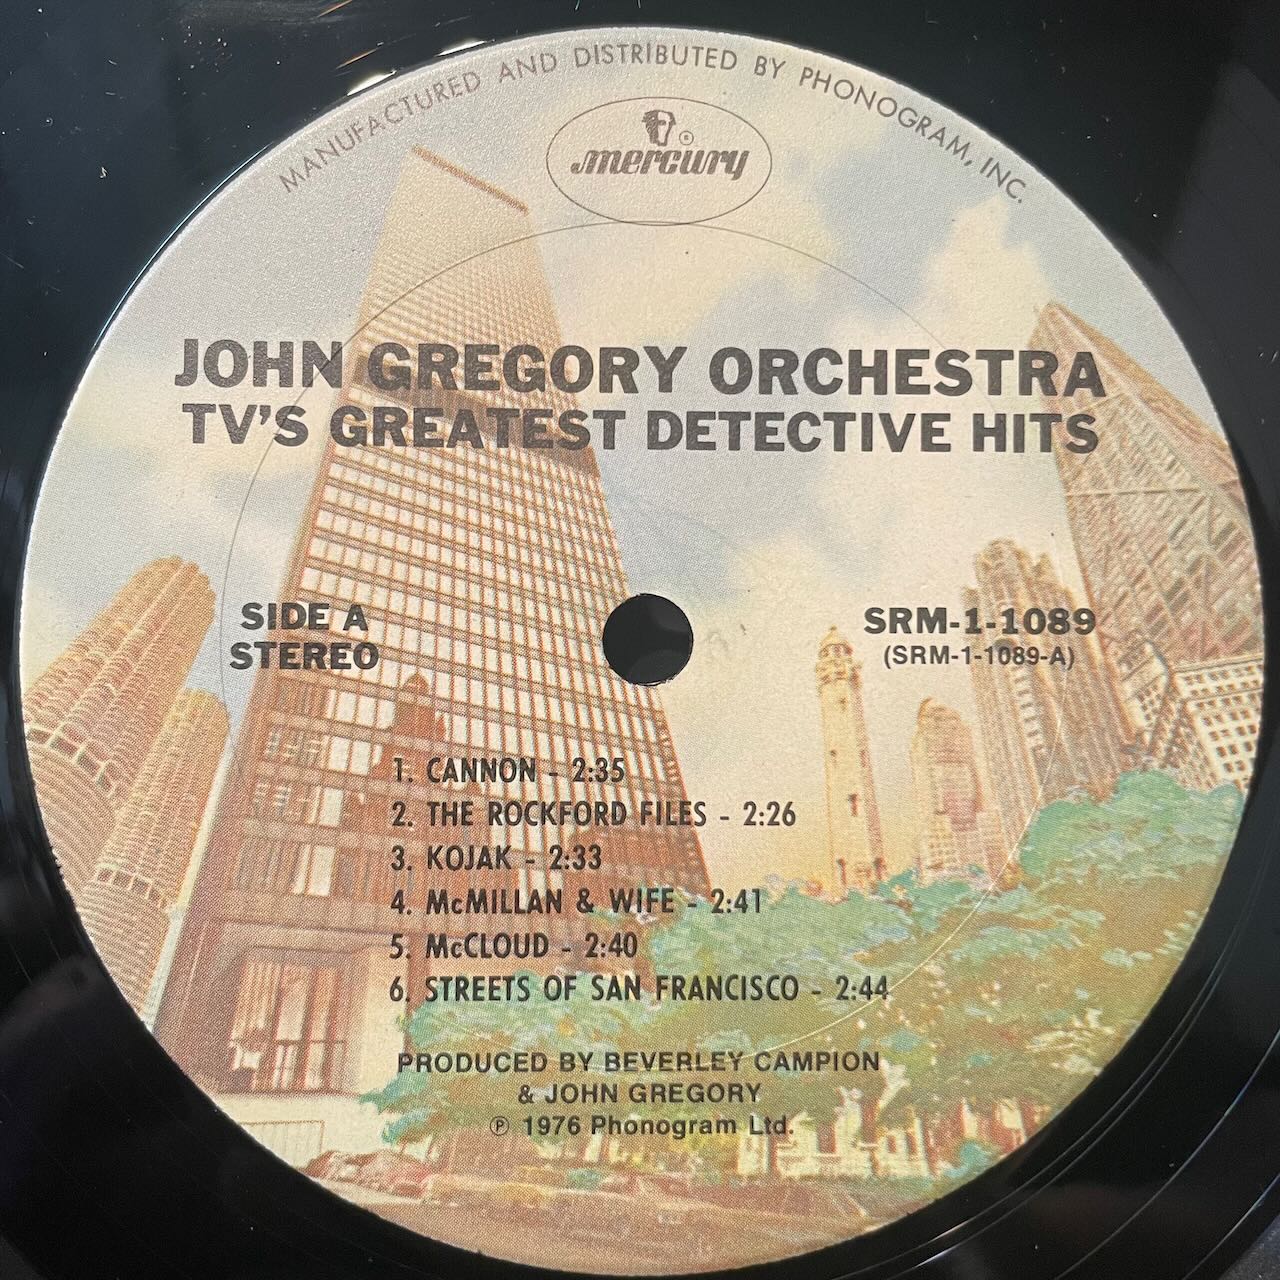 MANUFACTURED AND DISTRIBUTED BY PHONOGRAM, INC.
mercury ®
JOHN GREGORY ORCHESTRA
TV'S GREATEST DETECTIVE HITS
SIDE A
STEREO
SRM-1-1089
(SRM-1-1089-A)
1. CANNON - 2:35
2. THE ROCKFORD FILES - 2:26
3. KOJAK - 2:33
4. McMILLAN & WIFE - 2:41
5. McCLOUD - 2:40
6. STREETS OF SAN FRANCISCO - 2:44
PRODUCED BY BEVERLEY CAMPION
& JOHN GREGORY
℗ 1976 Phonogram Ltd.